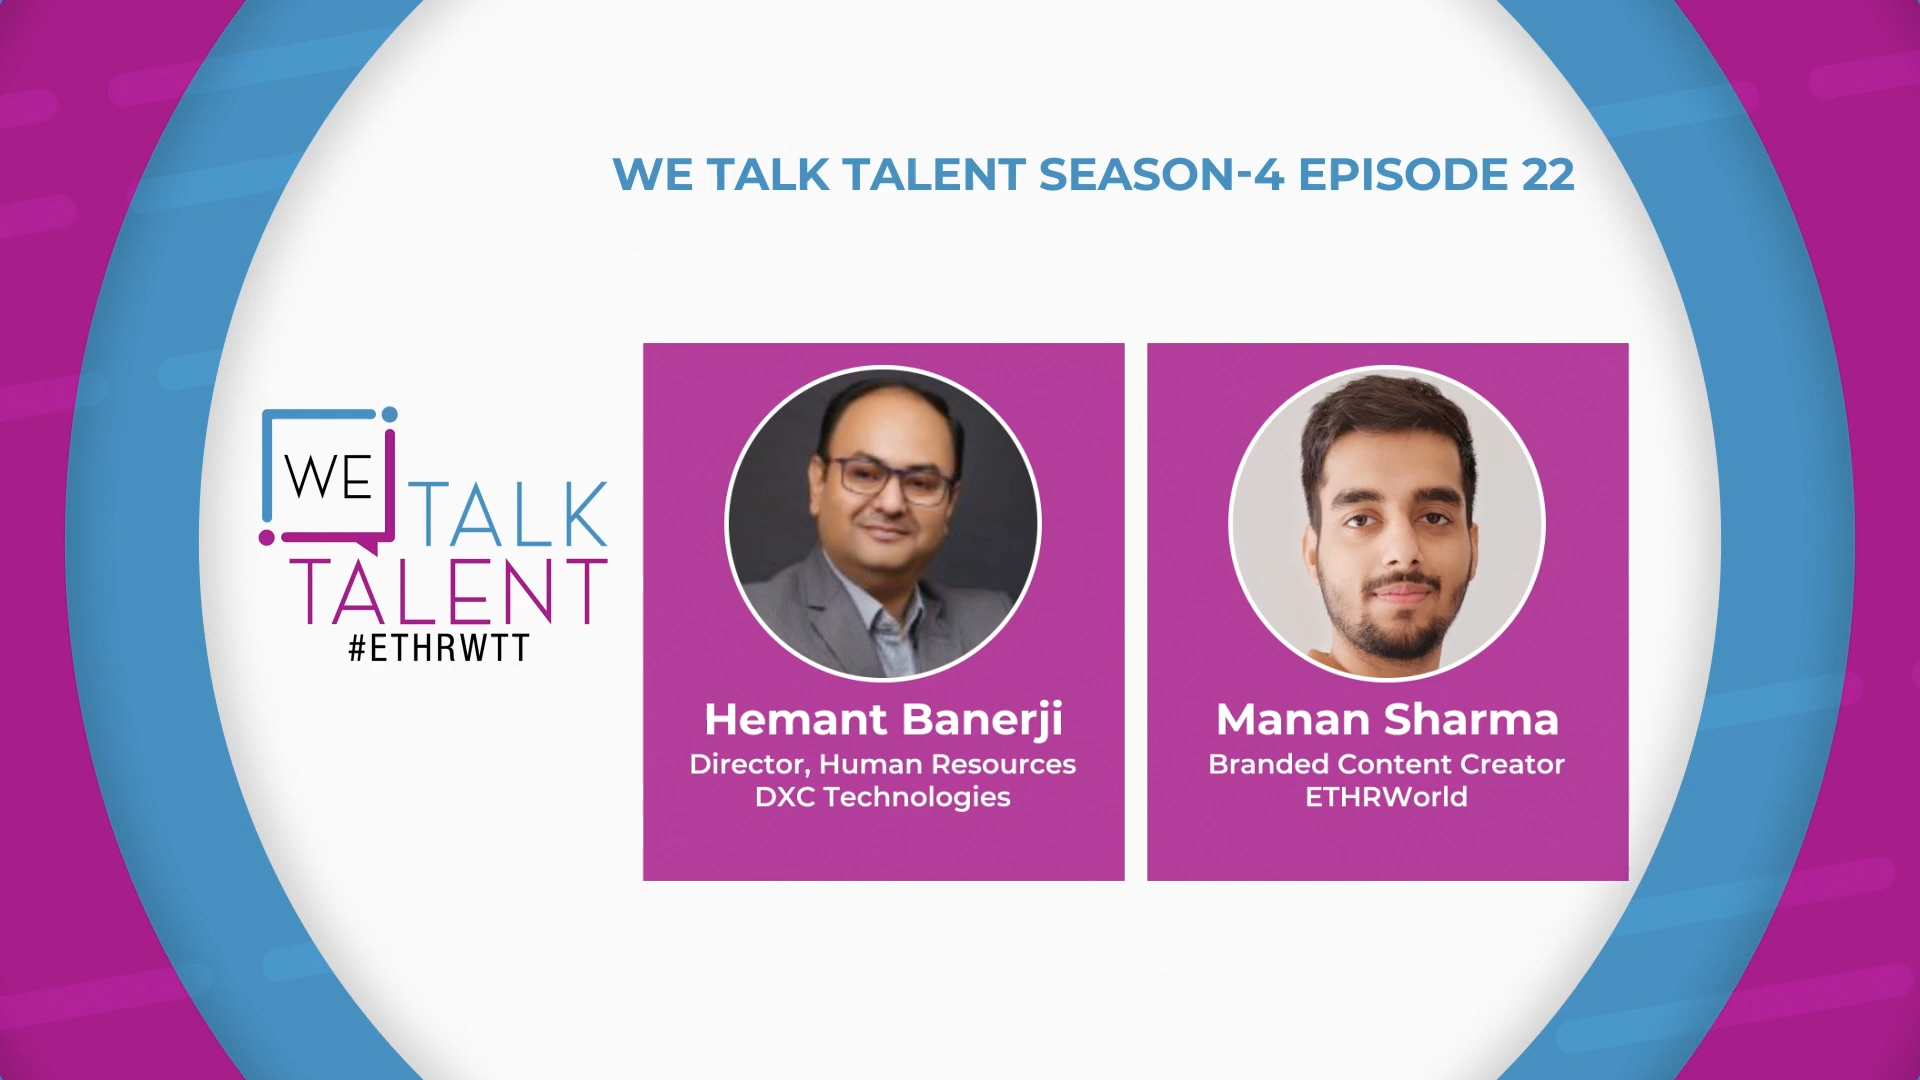 WE TALK TALENT SEASON-4 EPISODE 22
WE
TALK
TALENT
#ETHRWTT
Hemant Banerji
Director, Human Resources
DXC Technologies
Manan Sharma
Branded Content Creator
ETHRWorld